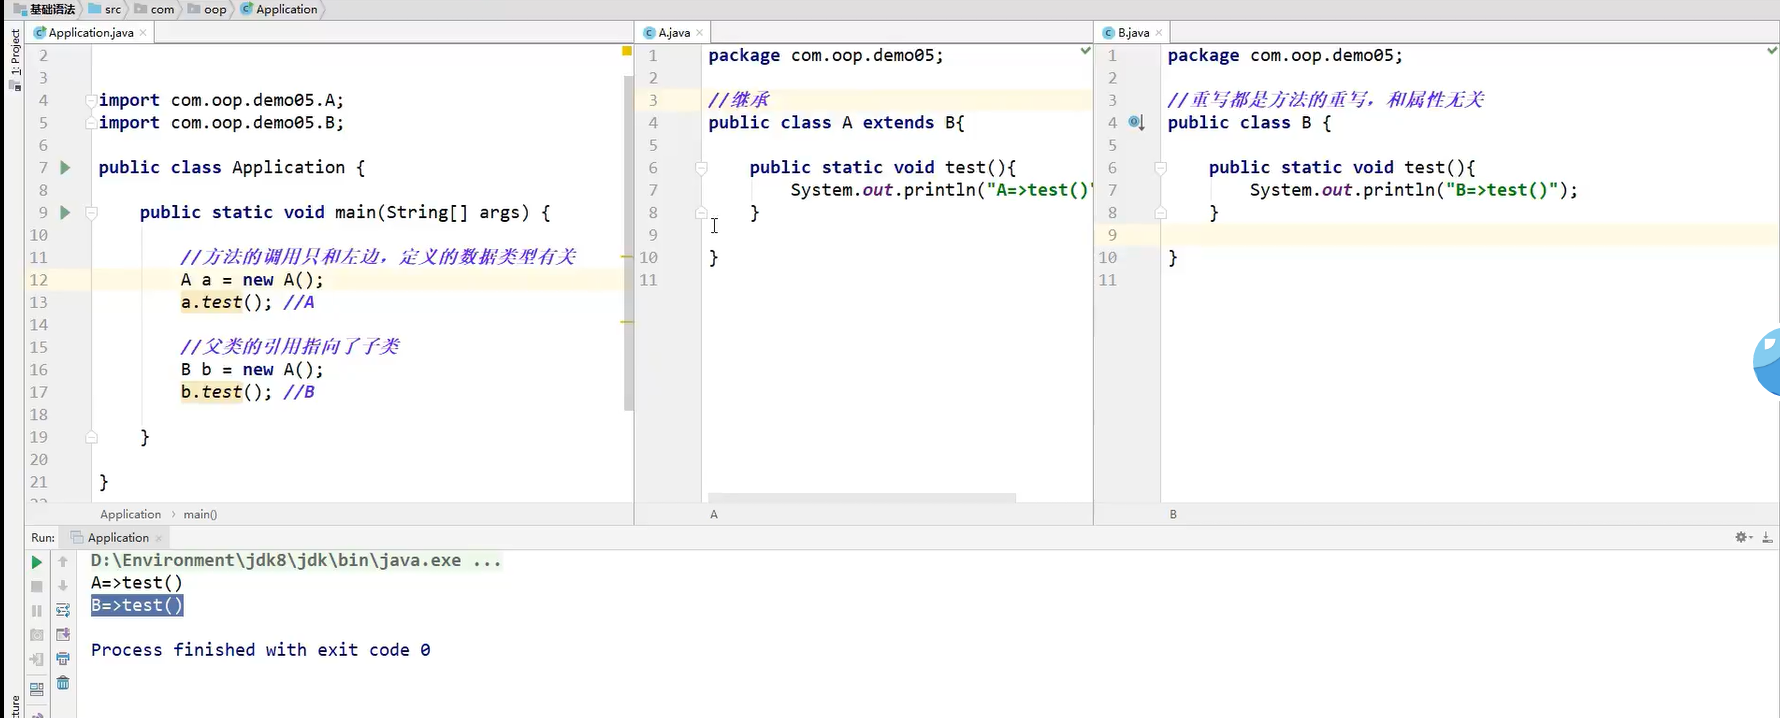 基础语法 src com oop Application
Application.java
A.java
B.java
1: Project
2
3
4 import com.oop.demo05.A;
5 import com.oop.demo05.B;
6
7 public class Application {
8
9 public static void main(String[] args) {
10
11 //方法的调用只和左边，定义的数据类型有关
12 A a = new A();
13 a.test(); //A
14
15 //父类的引用指向了子类
16 B b = new A();
17 b.test(); //B
18
19 }
20
21 }
Application > main()
1 package com.oop.demo05;
2
3 //继承
4 public class A extends B{
5
6 public static void test(){
7 System.out.println("A=>test()"
8 }
9
10 }
11
A
1 package com.oop.demo05;
2
3 //重写都是方法的重写，和属性无关
4 public class B {
5
6 public static void test(){
7 System.out.println("B=>test()");
8 }
9
10 }
11
B
Run: Application
D:\Environment\jdk8\jdk\bin\java.exe ...
A=>test()
B=>test()
Process finished with exit code 0